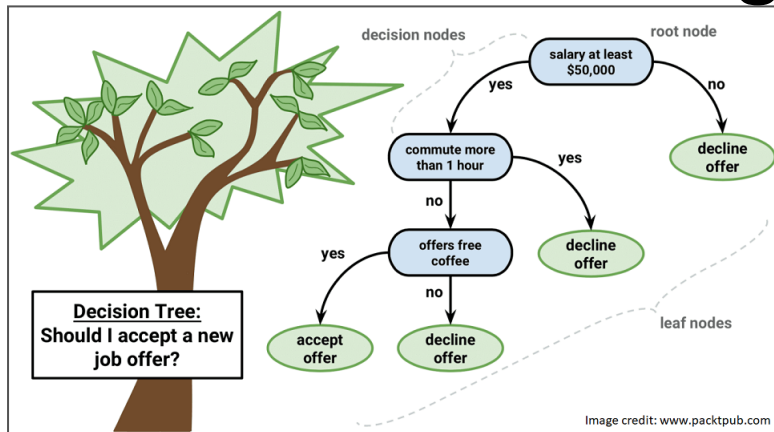 decision nodes
root node
salary at least
$50,000
yes
no
decline
offer
commute more
than 1 hour
yes
no
decline
offer
offers free
coffee
yes
no
accept
offer
decline
offer
leaf nodes
Decision Tree:
Should I accept a new
job offer?
Image credit: www.packtpub.com